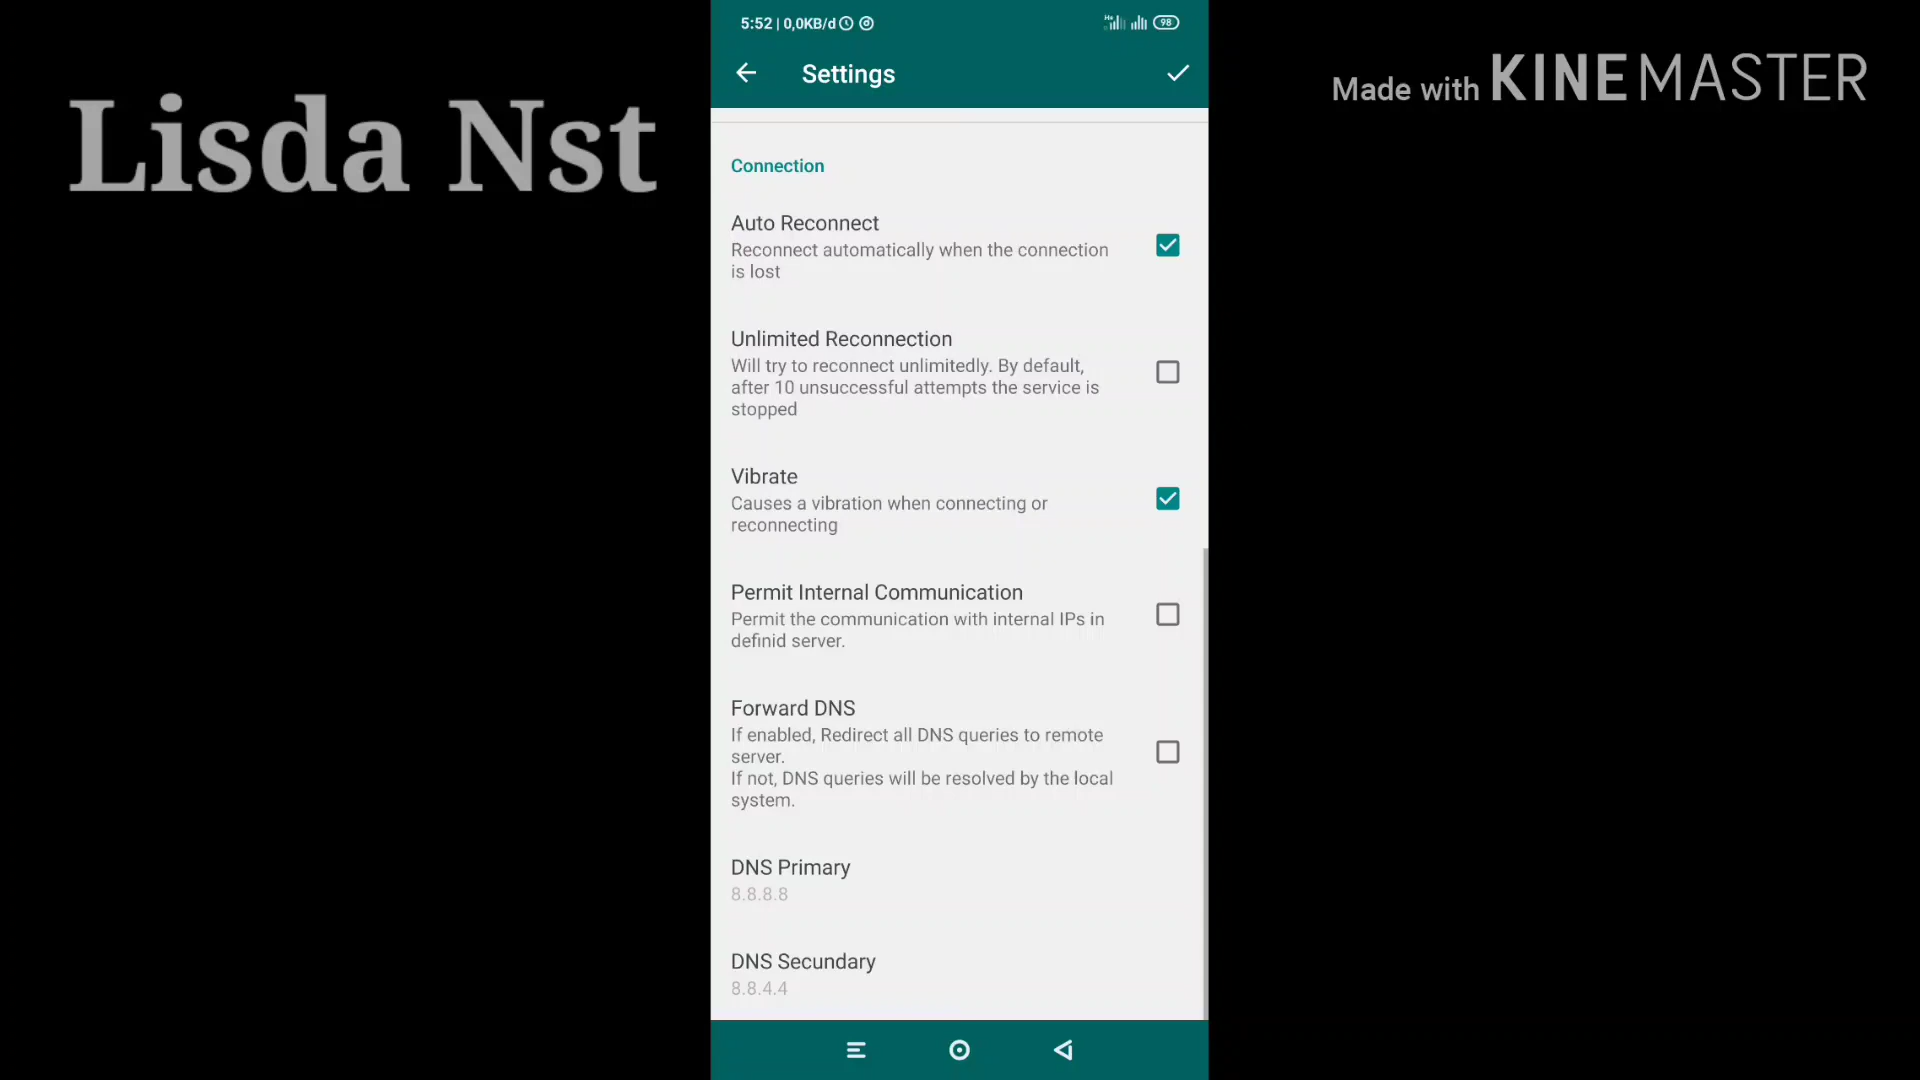 5:52 | 0,0KB/d
98
Settings
Made with KINEMASTER
Lisda Nst
Connection
Auto Reconnect
Reconnect automatically when the connection
is lost
Unlimited Reconnection
Will try to reconnect unlimitedly. By default,
after 10 unsuccessful attempts the service is
stopped
Vibrate
Causes a vibration when connecting or
reconnecting
Permit Internal Communication
Permit the communication with internal IPs in
definid server.
Forward DNS
If enabled, Redirect all DNS queries to remote
server.
If not, DNS queries will be resolved by the local
system.
DNS Primary
8.8.8.8
DNS Secundary
8.8.4.4